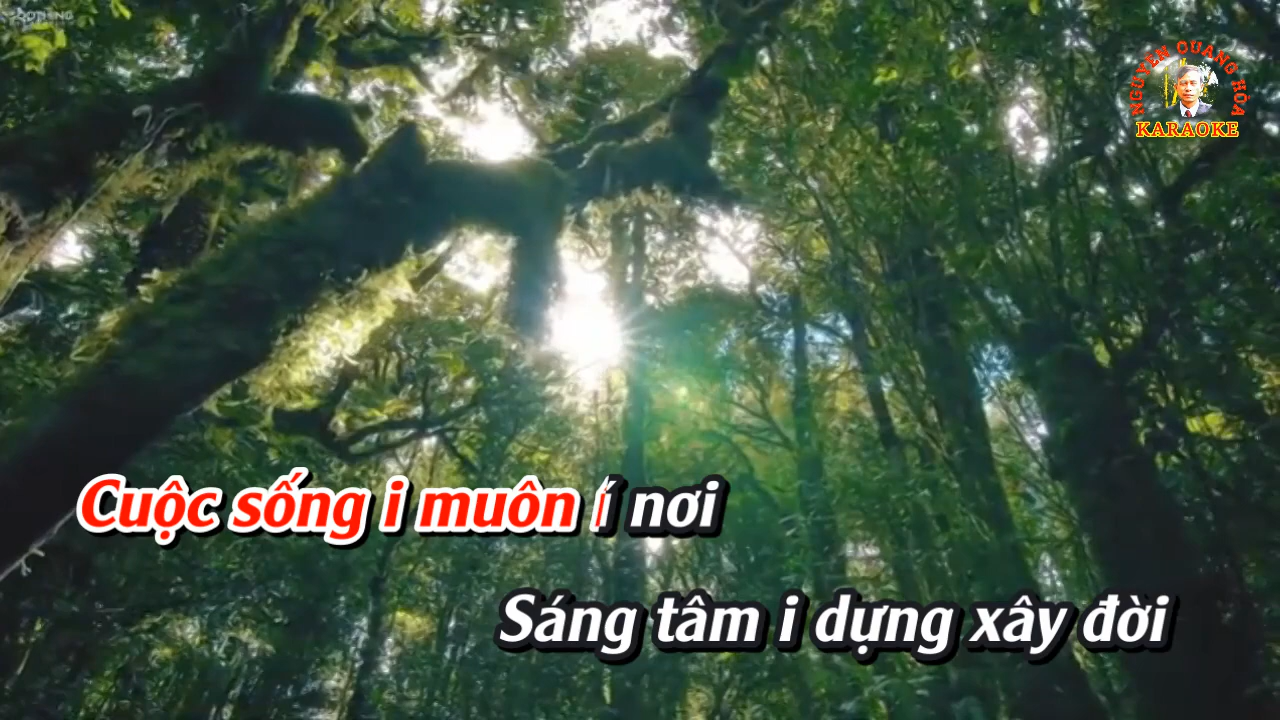 NGUYỄN QUANG HÒA
KARAOKE
Cuộc sống i muôn í nơi
Sáng tâm i dựng xây đời